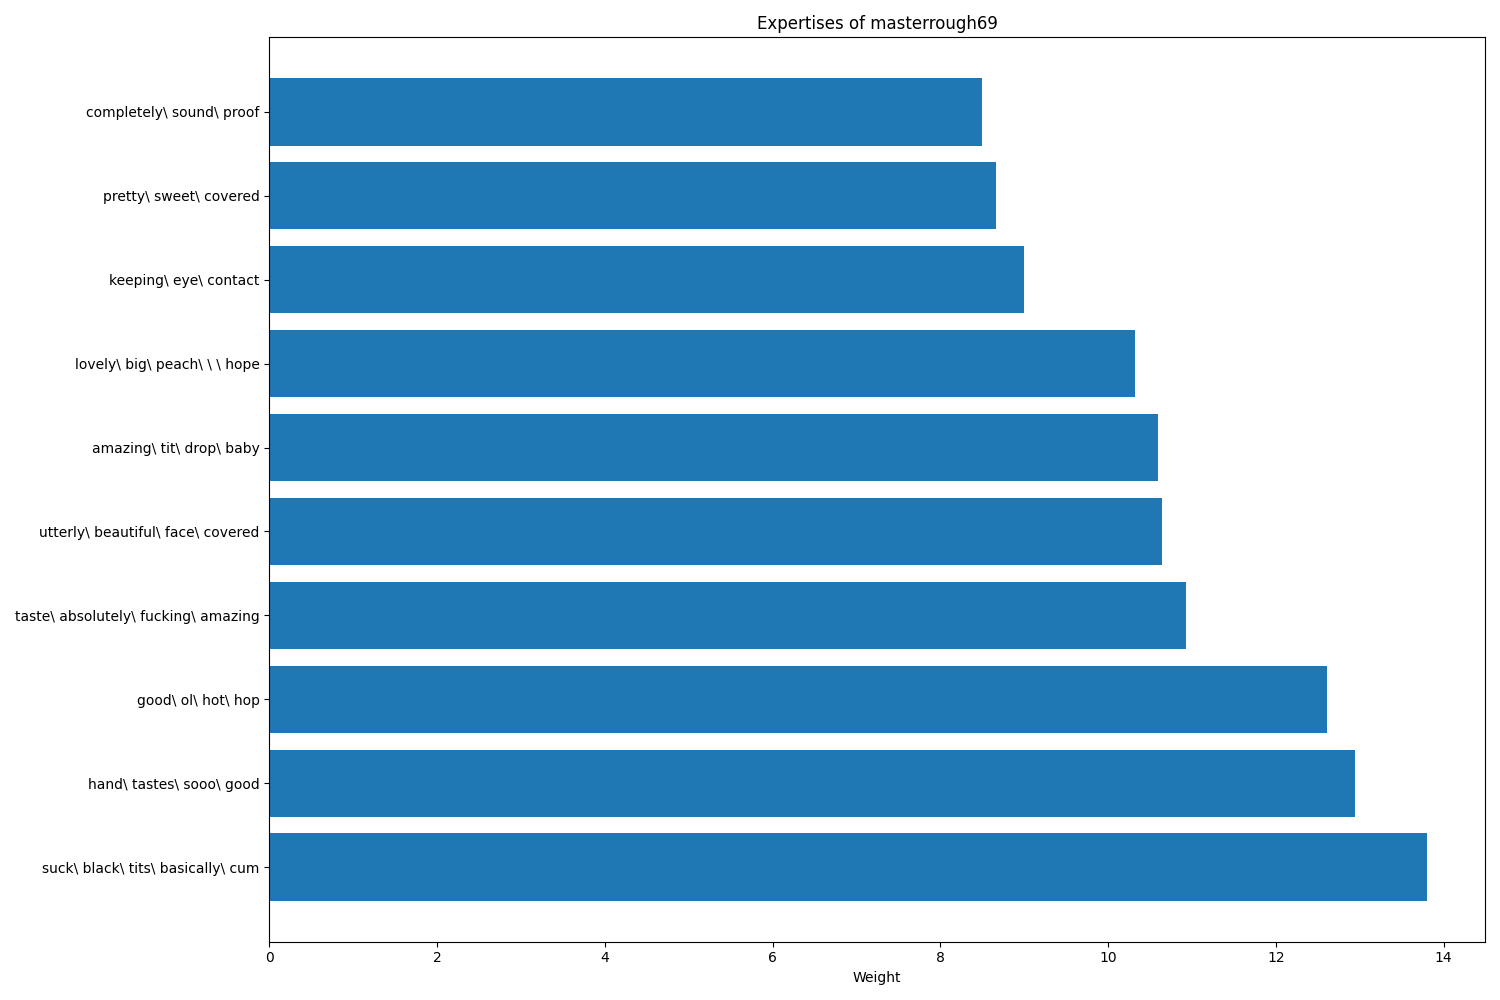 Expertises of masterrough69
completely\ sound\ proof
pretty\ sweet\ covered
keeping\ eye\ contact
lovely\ big\ peach\ \ \ hope
amazing\ tit\ drop\ baby
utterly\ beautiful\ face\ covered
taste\ absolutely\ fucking\ amazing
good\ ol\ hot\ hop
hand\ tastes\ sooo\ good
suck\ black\ tits\ basically\ cum
0 2 4 6 8 10 12 14
Weight